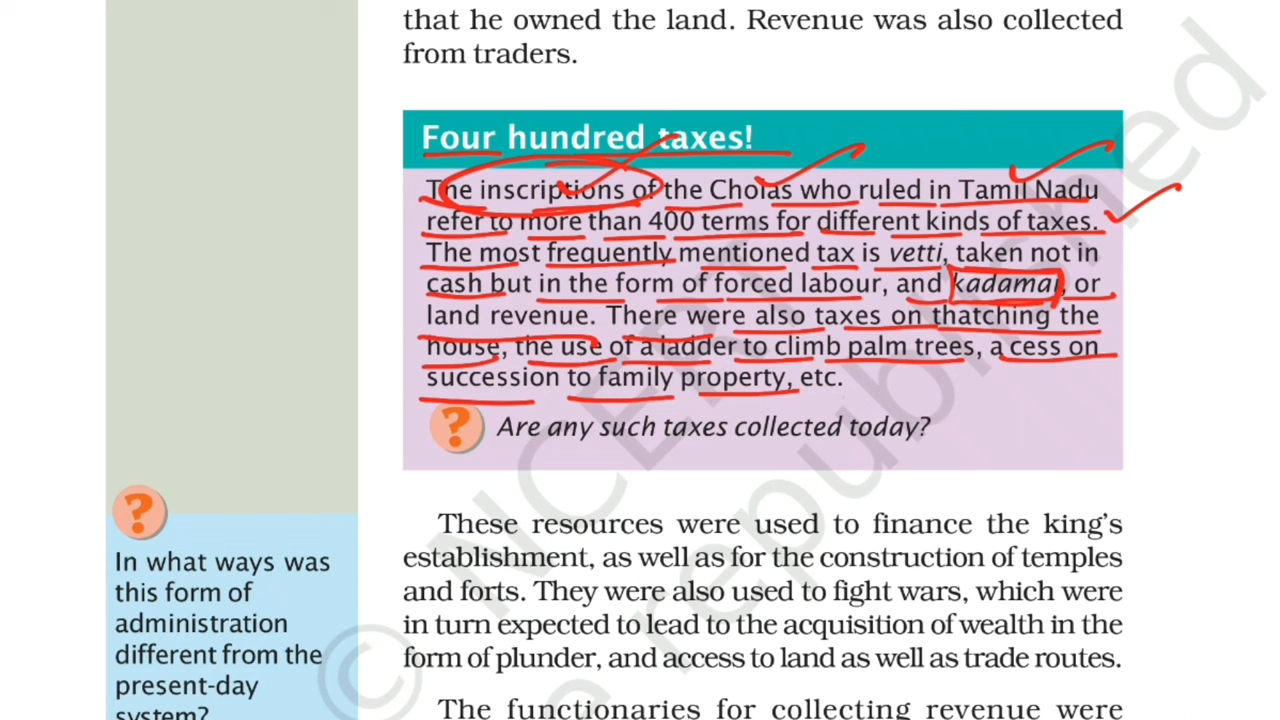 that he owned the land. Revenue was also collected
from traders.
Four hundred taxes!
The inscriptions of the Cholas who ruled in Tamil Nadu
refer to more than 400 terms for different kinds of taxes.
The most frequently mentioned tax is vetti, taken not in
cash but in the form of forced labour, and kadamai, or
land revenue. There were also taxes on thatching the
house, the use of a ladder to climb palm trees, a cess on
succession to family property, etc.
? Are any such taxes collected today?
?
In what ways was
this form of
administration
different from the
present-day
system?
These resources were used to finance the king's
establishment, as well as for the construction of temples
and forts. They were also used to fight wars, which were
in turn expected to lead to the acquisition of wealth in the
form of plunder, and access to land as well as trade routes.
The functionaries for collecting revenue were
© NCERT
republished